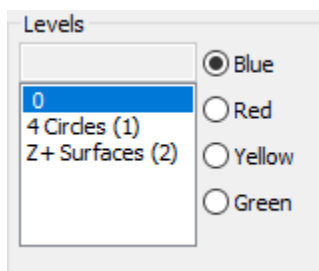 Levels
Blue
0
Red
4 Circles (1)
Z+ Surfaces (2)
Yellow
Green